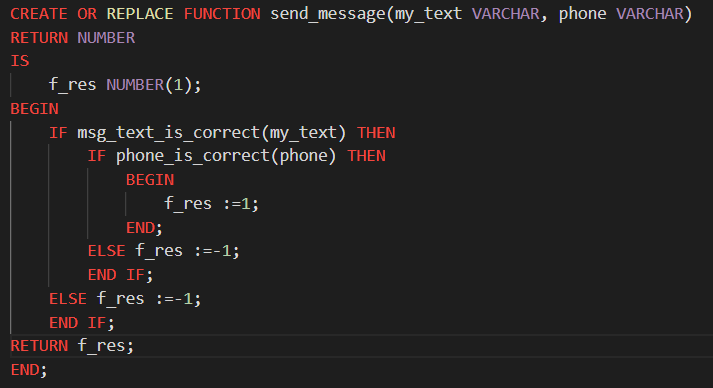 CREATE OR REPLACE FUNCTION send_message(my_text VARCHAR, phone VARCHAR)
RETURN NUMBER
IS
    f_res NUMBER(1);
BEGIN
    IF msg_text_is_correct(my_text) THEN
        IF phone_is_correct(phone) THEN
            BEGIN
                f_res :=1;
            END;
        ELSE f_res :=-1;
        END IF;
    ELSE f_res :=-1;
    END IF;
RETURN f_res;
END;